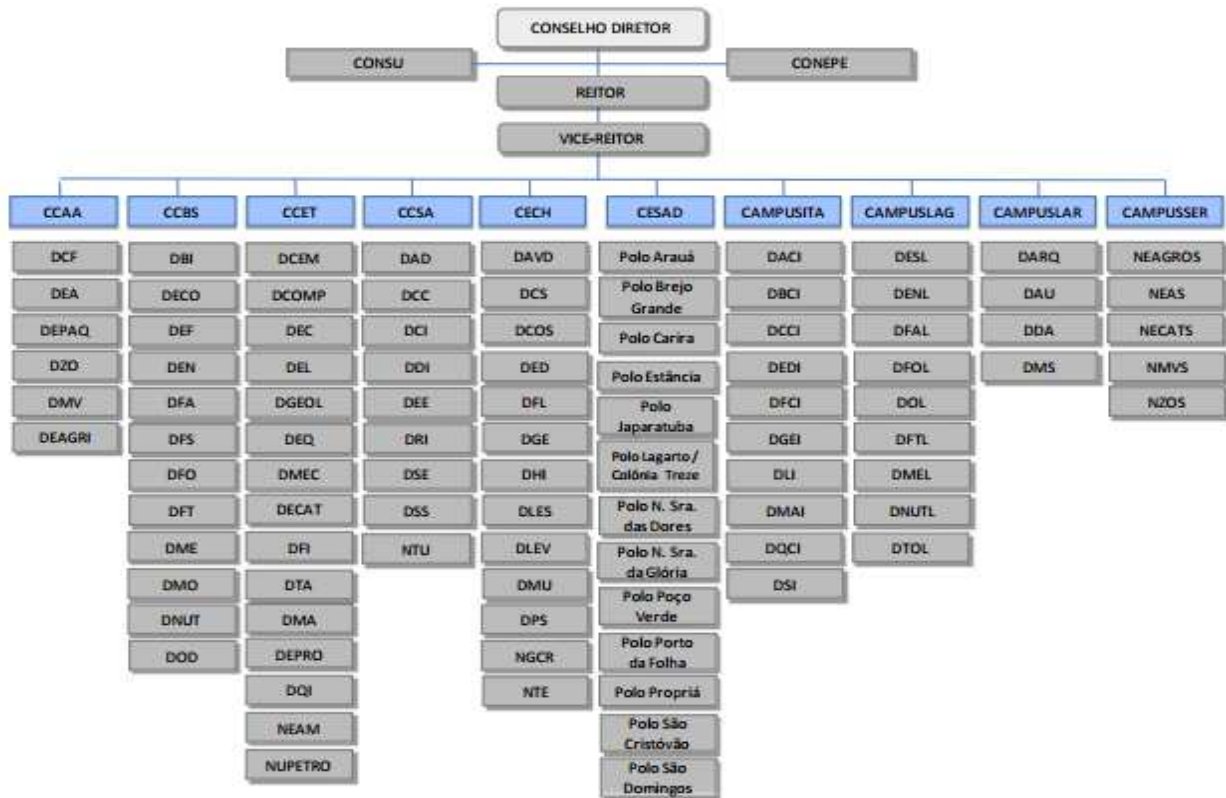 CONSELHO DIRETOR
CONSU
CONEPE
REITOR
VICE-REITOR
CCAA
DCF
DEA
DEPAQ
DZO
DMV
DEAGRI
CCBS
DBI
DECO
DEF
DEN
DFA
DFS
DFO
DFT
DME
DMO
DNUT
DOD
CCET
DCEM
DCOMP
DEC
DEL
DGEOL
DEQ
DMEC
DECAT
DFI
DTA
DMA
DEPRO
DQI
NEAM
NUPETRO
CCSA
DAD
DCC
DCI
DDI
DEE
DRI
DSE
DSS
NTU
CECH
DAVD
DCS
DCOS
DED
DFL
DGE
DHI
DLES
DLEV
DMU
DPS
NGCR
NTE
CESAD
Polo Arauá
Polo Brejo
Grande
Polo Carira
Polo Estância
Polo
Japaratuba
Polo Lagarto /
Colônia Treze
Polo N. Sra.
das Dores
Polo N. Sra.
da Glória
Polo Poço
Verde
Polo Porto
da Folha
Polo Propriá
Polo São
Cristóvão
Polo São
Domingos
CAMPUSITA
DACI
DBCI
DCCI
DEDI
DFCI
DGEI
DLI
DMAI
DQCI
DSI
CAMPUSLAG
DESL
DENL
DFAL
DFOL
DOL
DFTL
DMEL
DNUTL
DTOL
CAMPUSLAR
DARQ
DAU
DDA
DMS
CAMPUSSER
NEAGROS
NEAS
NECATS
NMVS
NZOS